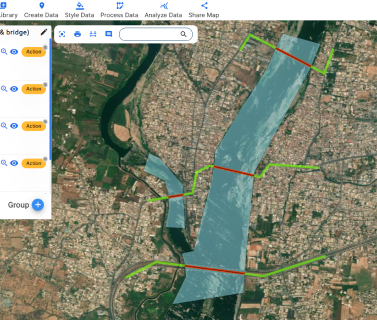 ibrary Create Data Style Data Process Data Analyze Data Share Map
& bridge)
Action
Action
Action
Action
Group